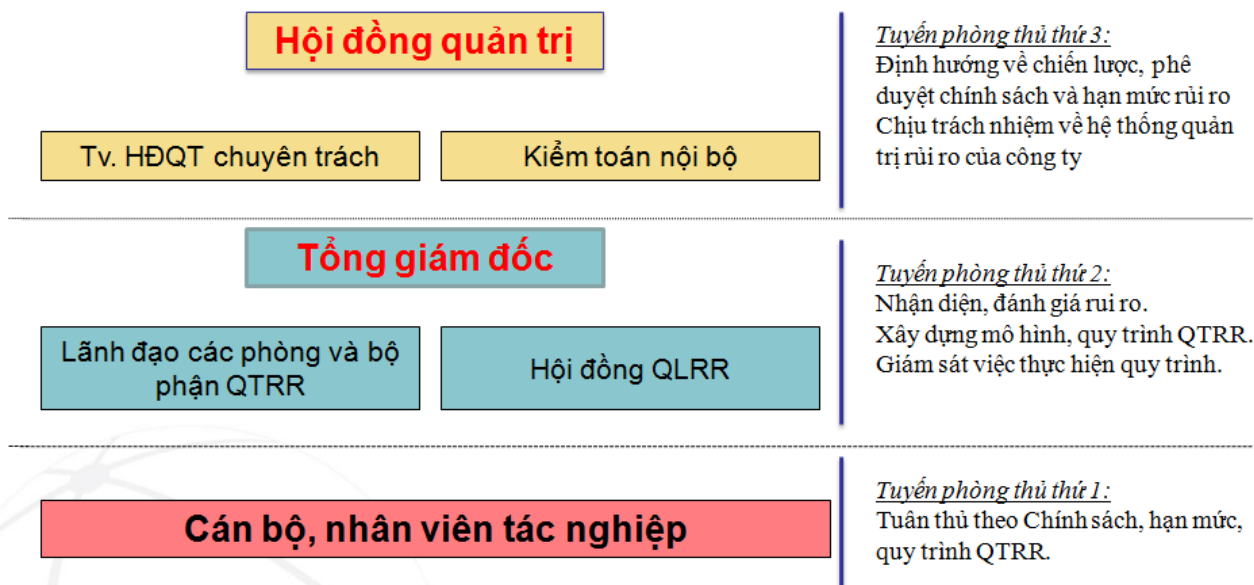 Hội đồng quản trị
Tv. HĐQT chuyên trách
Kiểm toán nội bộ
Tuyến phòng thủ thứ 3:
Định hướng về chiến lược, phê
duyệt chính sách và hạn mức rủi ro
Chịu trách nhiệm về hệ thống quản
trị rủi ro của công ty
Tổng giám đốc
Lãnh đạo các phòng và bộ
phận QTRR
Hội đồng QLRR
Tuyến phòng thủ thứ 2:
Nhận diện, đánh giá rui ro.
Xây dựng mô hình, quy trình QTRR.
Giám sát việc thực hiện quy trình.
Cán bộ, nhân viên tác nghiệp
Tuyến phòng thủ thứ 1:
Tuân thủ theo Chính sách, hạn mức,
quy trình QTRR.